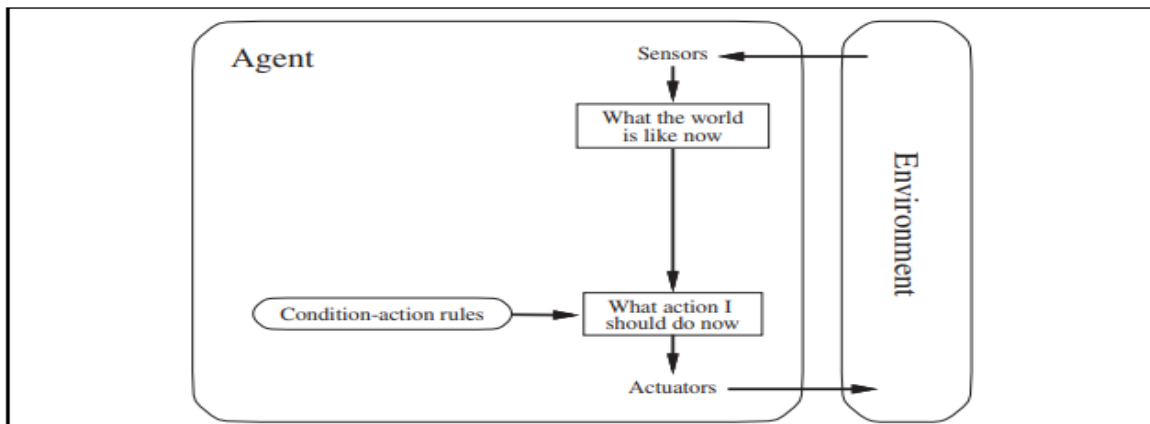 Agent
Sensors
What the world
is like now
Environment
Condition-action rules
What action I
should do now
Actuators